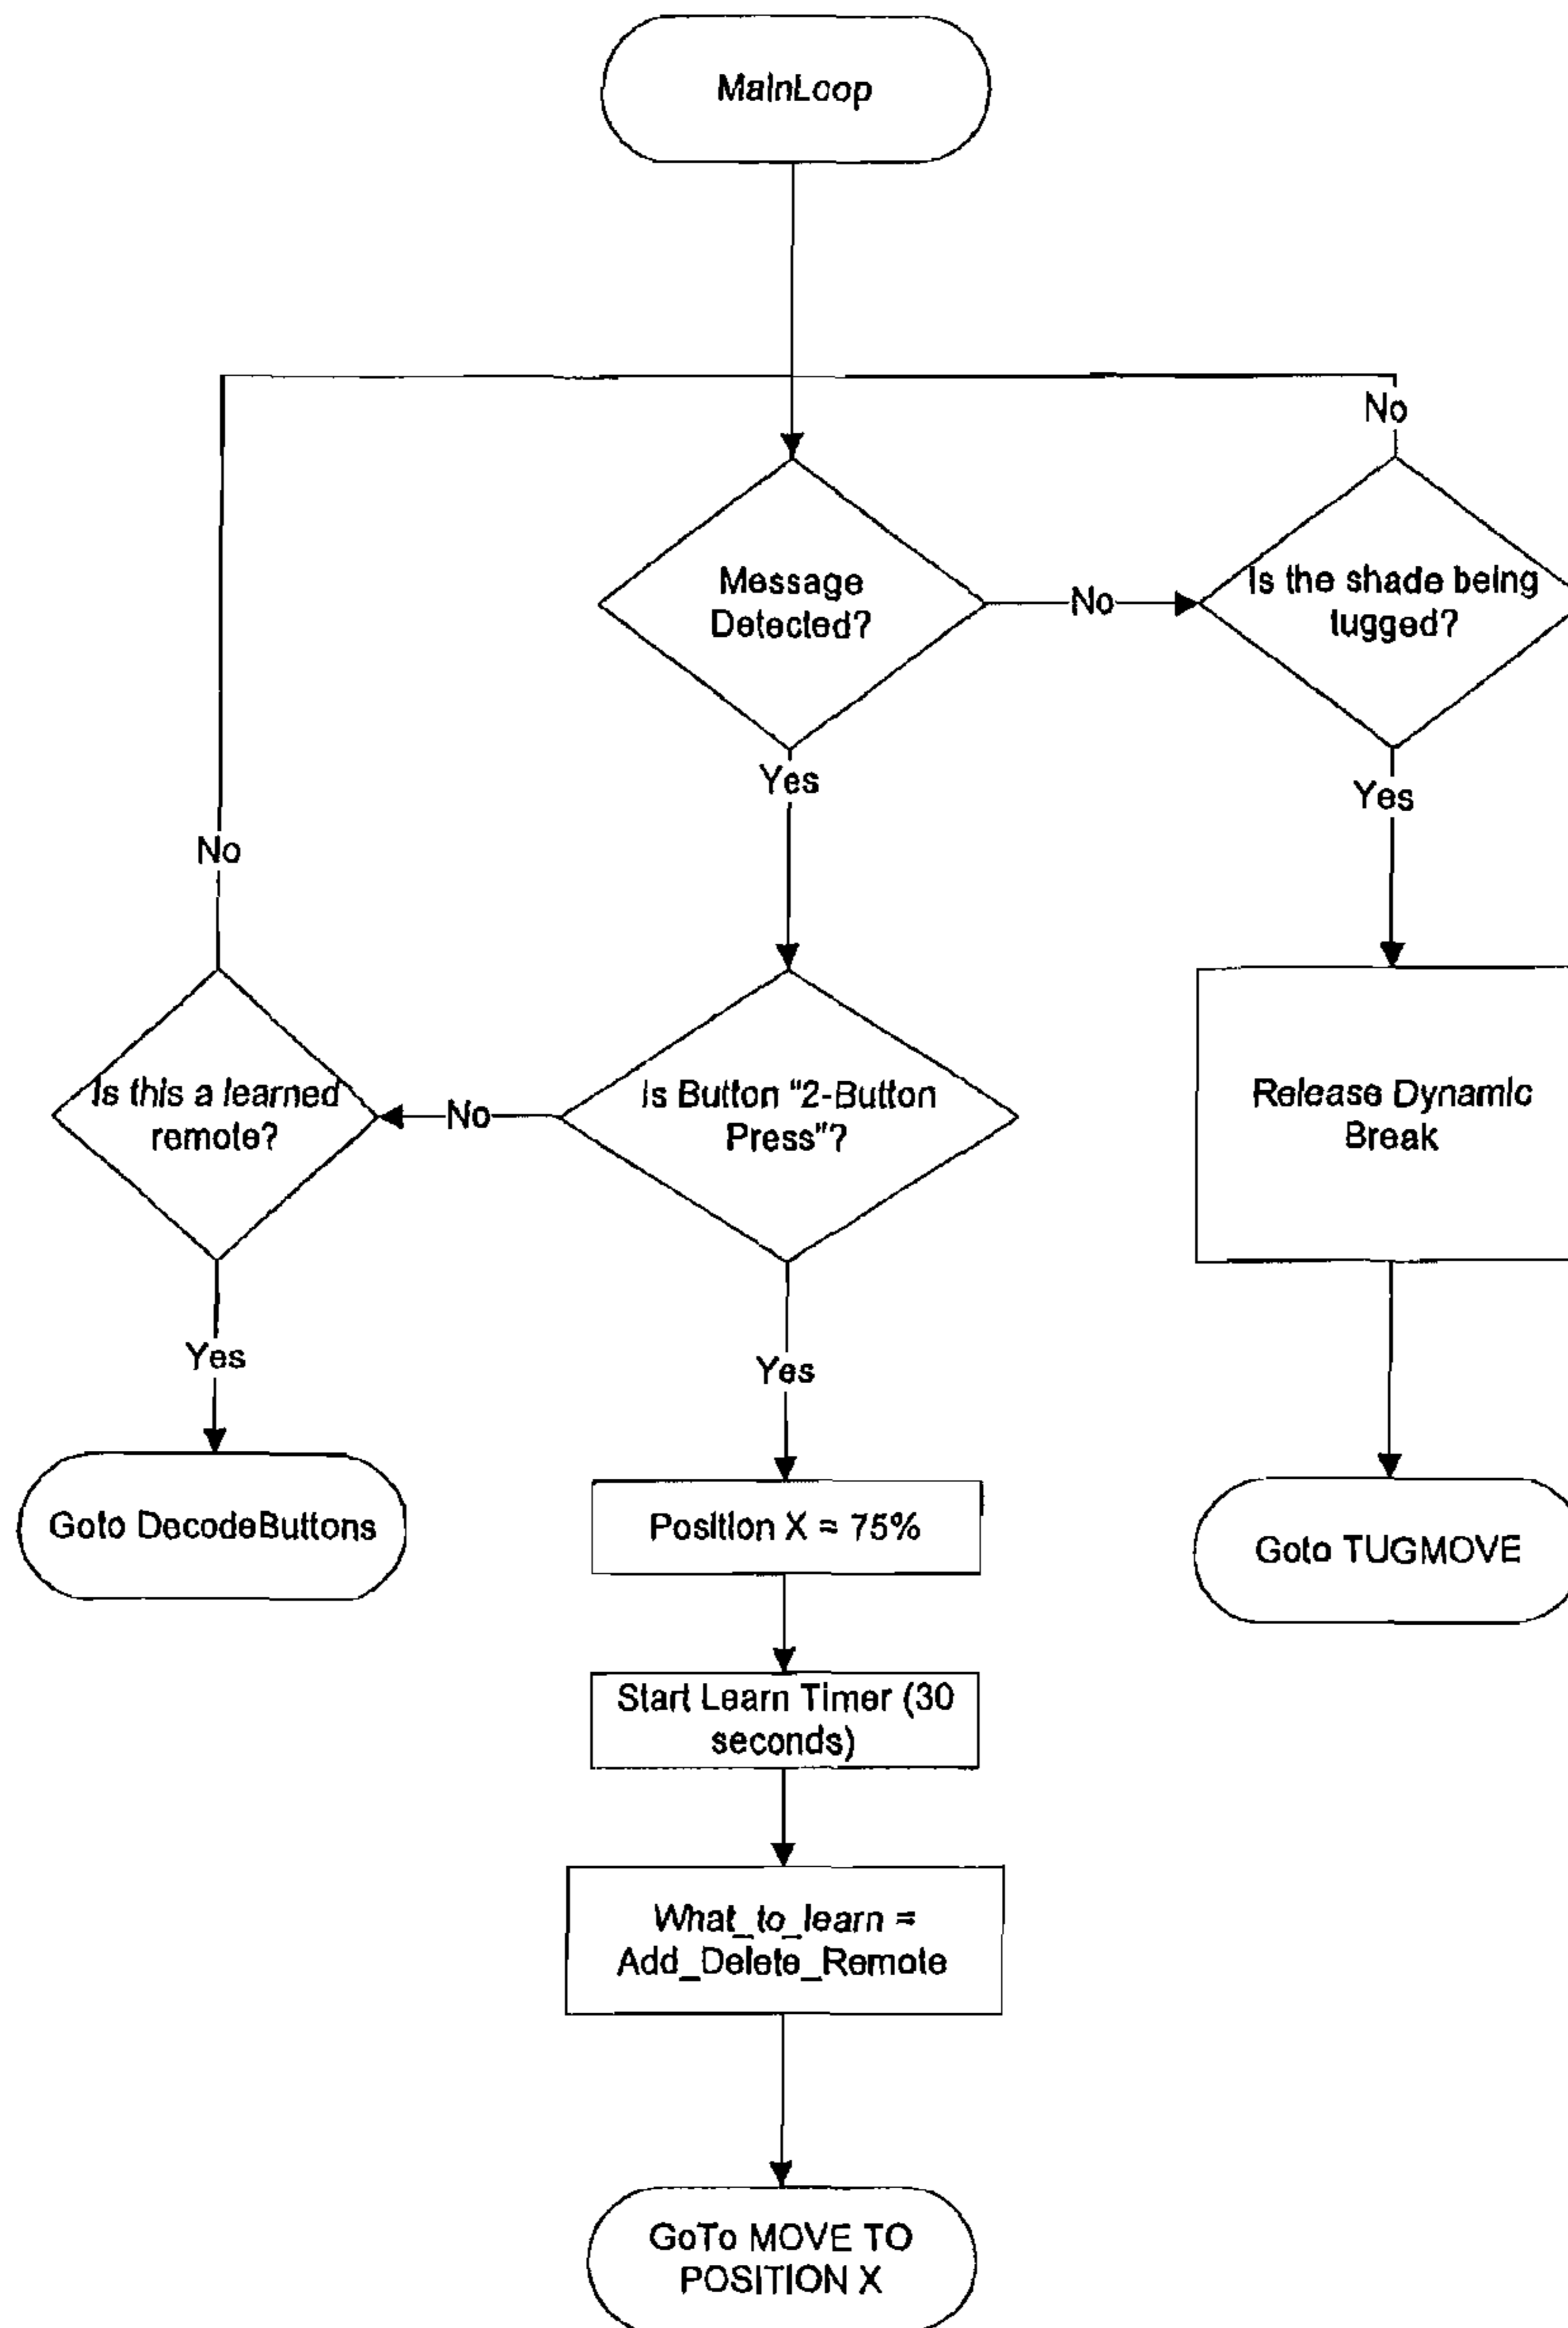 MainLoop
No
Message
Detected?
No
Is the shade being
tugged?
Yes
Yes
No
Is this a learned
remote?
No
Is Button "2-Button
Press"?
Release Dynamic
Break
Yes
Yes
Goto DecodeButtons
Position X = 75%
Goto TUGMOVE
Start Learn Timer (30
seconds)
What_to_learn =
Add_Delete_Remote
GoTo MOVE TO
POSITION X